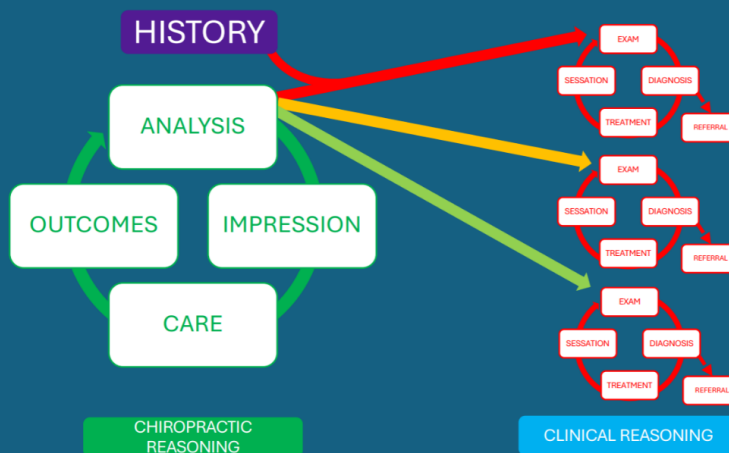 HISTORY
ANALYSIS
OUTCOMES
IMPRESSION
CARE
CHIROPRACTIC
REASONING
EXAM
SESSATION
DIAGNOSIS
TREATMENT
REFERRAL
EXAM
SESSATION
DIAGNOSIS
TREATMENT
REFERRAL
EXAM
SESSATION
DIAGNOSIS
TREATMENT
REFERRAL
CLINICAL REASONING